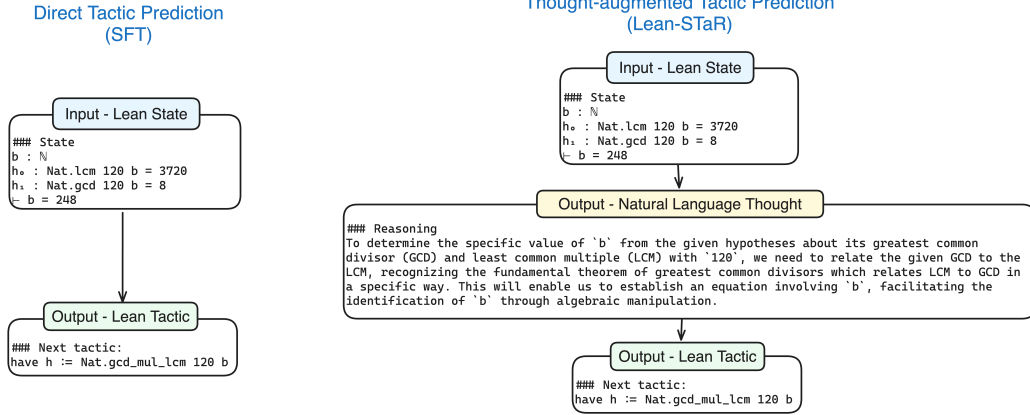 Direct Tactic Prediction
(SFT)
Input - Lean State
### State
b : ℕ
h₀ : Nat.lcm 120 b = 3720
h₁ : Nat.gcd 120 b = 8
⊢ b = 248
Output - Lean Tactic
### Next tactic:
have h := Nat.gcd_mul_lcm 120 b
Thought-augmented Tactic Prediction
(Lean-STaR)
Input - Lean State
### State
b : ℕ
h₀ : Nat.lcm 120 b = 3720
h₁ : Nat.gcd 120 b = 8
⊢ b = 248
Output - Natural Language Thought
### Reasoning
To determine the specific value of `b` from the given hypotheses about its greatest common
divisor (GCD) and least common multiple (LCM) with `120`, we need to relate the given GCD to the
LCM, recognizing the fundamental theorem of greatest common divisors which relates LCM to GCD in
a specific way. This will enable us to establish an equation involving `b`, facilitating the
identification of `b` through algebraic manipulation.
Output - Lean Tactic
### Next tactic:
have h := Nat.gcd_mul_lcm 120 b